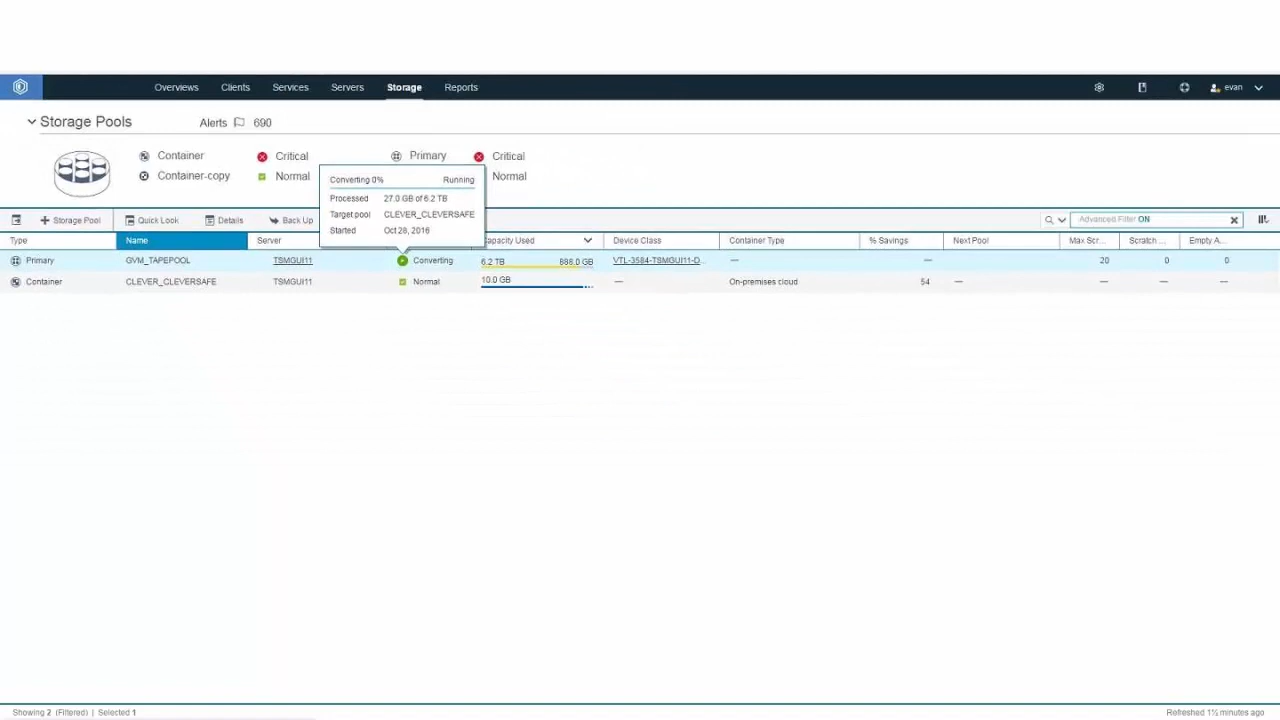 Overviews Clients Services Servers Storage Reports evan
Storage Pools Alerts 690
Container Critical Primary Critical
Container-copy Normal Normal
Converting 0% Running
Processed 27.0 GB of 6.2 TB
Target pool CLEVER_CLEVERSAFE
Started Oct 28, 2016
+ Storage Pool Quick Look Details Back Up Advanced Filter ON
Type Name Server Capacity Used Device Class Container Type % Savings Next Pool Max Scr... Scratch ... Empty A...
Primary GVM_TAPEPOOL TSMGUI11 Converting 6.2 TB 886.0 GB VTL-3584-TSMGUI11-D... — — 20 0 0
Container CLEVER_CLEVERSAFE TSMGUI11 Normal 10.0 GB — On-premises cloud 54 — — — —
Showing 2 (Filtered) | Selected 1 Refreshed 1½ minutes ago